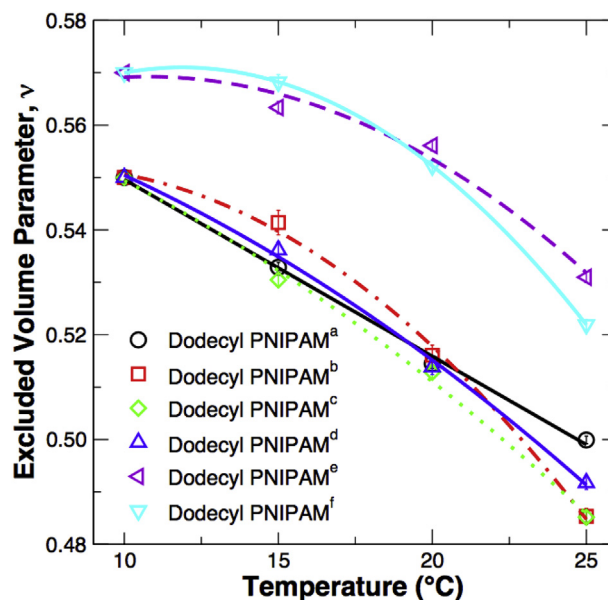 0.58
0.56
0.54
0.52
0.50
0.48
Excluded Volume Parameter, ν
Dodecyl PNIPAMᵃ
Dodecyl PNIPAMᵇ
Dodecyl PNIPAMᶜ
Dodecyl PNIPAMᵈ
Dodecyl PNIPAMᵉ
Dodecyl PNIPAMᶠ
10 15 20 25
Temperature (°C)